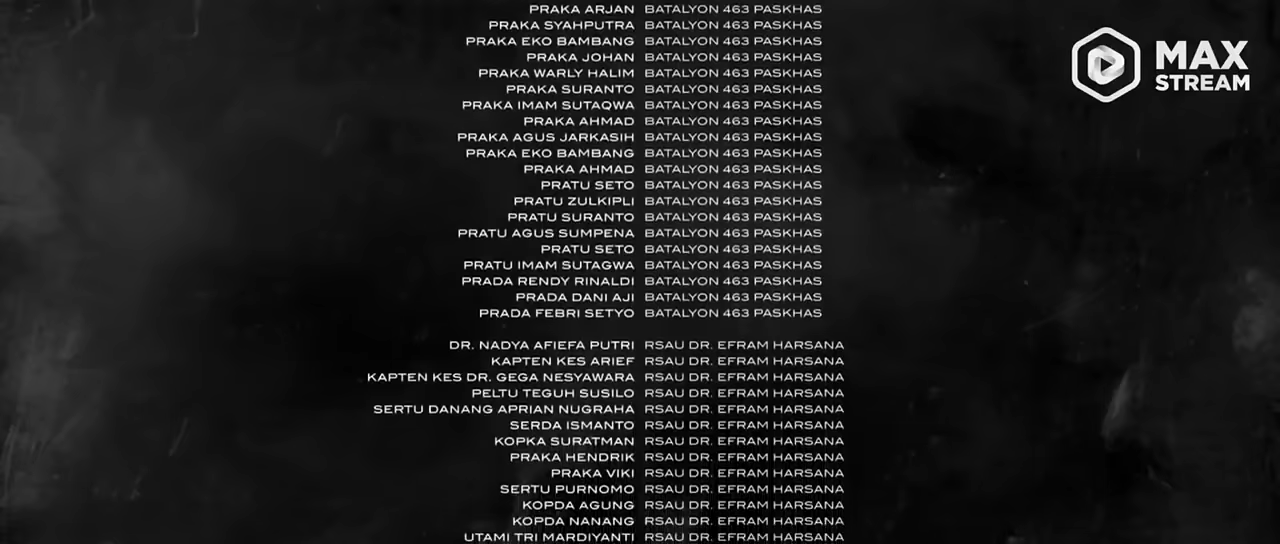 PRAKA ARJAN BATALYON 463 PASKHAS
PRAKA SYAHPUTRA BATALYON 463 PASKHAS
PRAKA EKO BAMBANG BATALYON 463 PASKHAS
PRAKA JOHAN BATALYON 463 PASKHAS
PRAKA WARLY HALIM BATALYON 463 PASKHAS
PRAKA SURANTO BATALYON 463 PASKHAS
PRAKA IMAM SUTAQWA BATALYON 463 PASKHAS
PRAKA AHMAD BATALYON 463 PASKHAS
PRAKA AGUS JARKASIH BATALYON 463 PASKHAS
PRAKA EKO BAMBANG BATALYON 463 PASKHAS
PRAKA AHMAD BATALYON 463 PASKHAS
PRATU SETO BATALYON 463 PASKHAS
PRATU ZULKIPLI BATALYON 463 PASKHAS
PRATU SURANTO BATALYON 463 PASKHAS
PRATU AGUS SUMPENA BATALYON 463 PASKHAS
PRATU SETO BATALYON 463 PASKHAS
PRATU IMAM SUTAGWA BATALYON 463 PASKHAS
PRADA RENDY RINALDI BATALYON 463 PASKHAS
PRADA DANI AJI BATALYON 463 PASKHAS
PRADA FEBRI SETYO BATALYON 463 PASKHAS
DR. NADYA AFIEFA PUTRI RSAU DR. EFRAM HARSANA
KAPTEN KES ARIEF RSAU DR. EFRAM HARSANA
KAPTEN KES DR. GEGA NESYAWARA RSAU DR. EFRAM HARSANA
PELTU TEGUH SUSILO RSAU DR. EFRAM HARSANA
SERTU DANANG APRIAN NUGRAHA RSAU DR. EFRAM HARSANA
SERDA ISMANTO RSAU DR. EFRAM HARSANA
KOPKA SURATMAN RSAU DR. EFRAM HARSANA
PRAKA HENDRIK RSAU DR. EFRAM HARSANA
PRAKA VIKI RSAU DR. EFRAM HARSANA
SERTU PURNOMO RSAU DR. EFRAM HARSANA
KOPDA AGUNG RSAU DR. EFRAM HARSANA
KOPDA NANANG RSAU DR. EFRAM HARSANA
UTAMI TRI MARDIYANTI RSAU DR. EFRAM HARSANA
MAX
STREAM